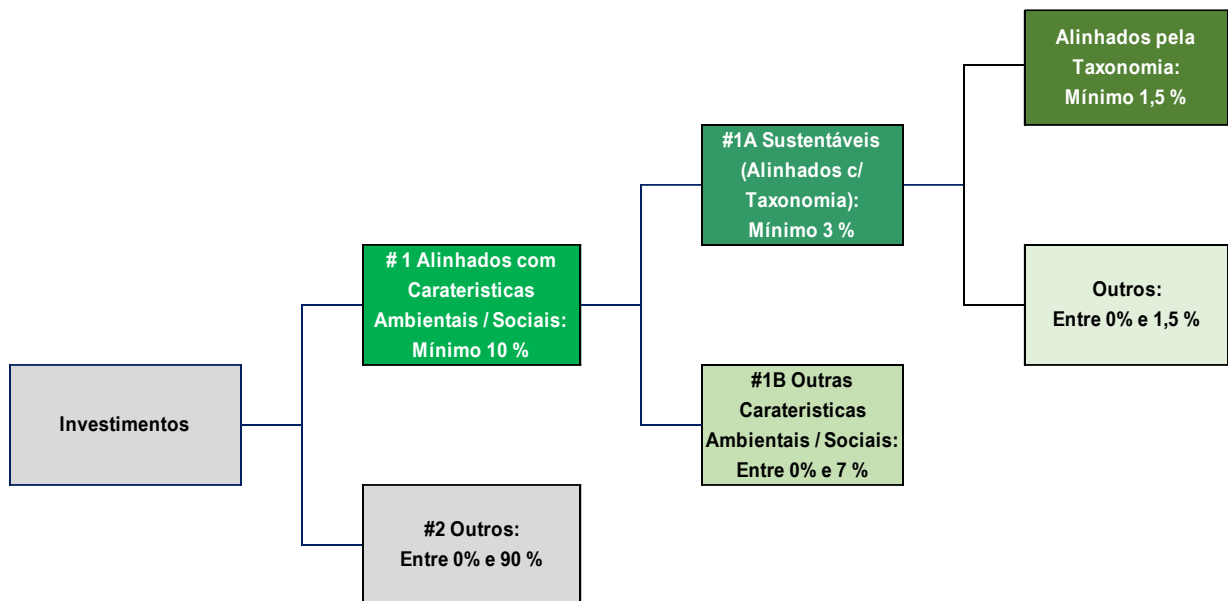 Investimentos
# 1 Alinhados com
Carateristicas
Ambientais / Sociais:
Mínimo 10 %
#2 Outros:
Entre 0% e 90 %
#1A Sustentáveis
(Alinhados c/
Taxonomia):
Mínimo 3 %
#1B Outras
Carateristicas
Ambientais / Sociais:
Entre 0% e 7 %
Alinhados pela
Taxonomia:
Mínimo 1,5 %
Outros:
Entre 0% e 1,5 %